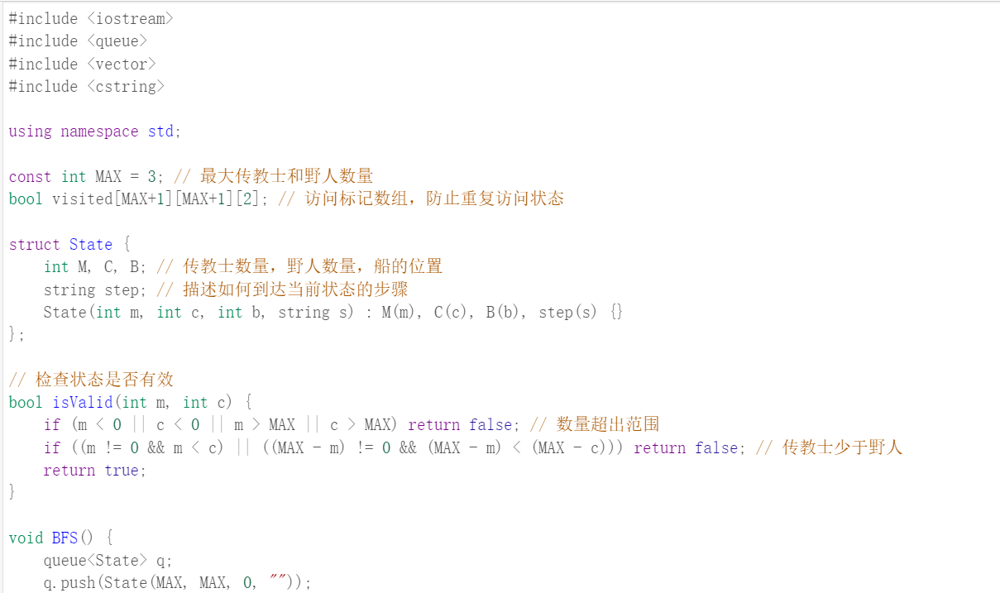 #include <iostream>
#include <queue>
#include <vector>
#include <cstring>

using namespace std;

const int MAX = 3; // 最大传教士和野人数量
bool visited[MAX+1][MAX+1][2]; // 访问标记数组，防止重复访问状态

struct State {
    int M, C, B; // 传教士数量，野人数量，船的位置
    string step; // 描述如何到达当前状态的步骤
    State(int m, int c, int b, string s) : M(m), C(c), B(b), step(s) {}
};

// 检查状态是否有效
bool isValid(int m, int c) {
    if (m < 0 || c < 0 || m > MAX || c > MAX) return false; // 数量超出范围
    if ((m != 0 && m < c) || ((MAX - m) != 0 && (MAX - m) < (MAX - c))) return false; // 传教士少于野人
    return true;
}

void BFS() {
    queue<State> q;
    q.push(State(MAX, MAX, 0, ""));